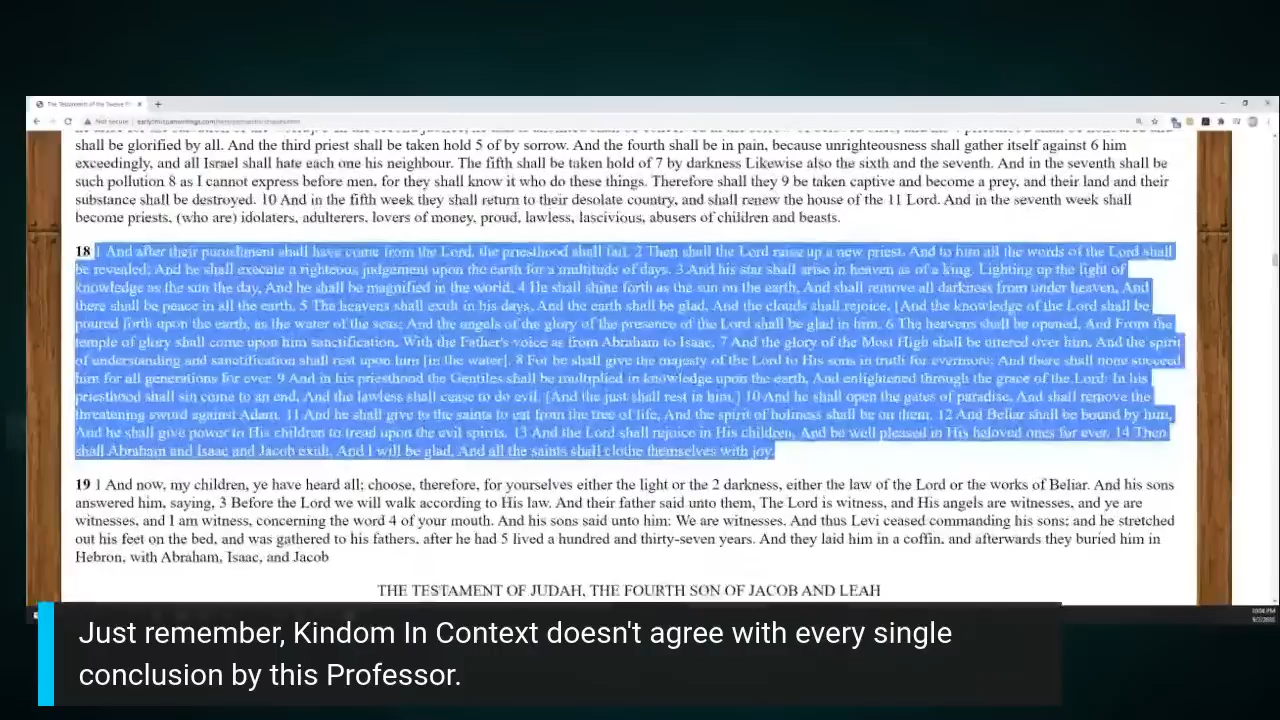 The Testaments of the Twelve P
Not secure
shall be glorified by all. And the third priest shall be taken hold 5 of by sorrow. And the fourth shall be in pain, because unrighteousness shall gather itself against 6 him
exceedingly, and all Israel shall hate each one his neighbour. The fifth shall be taken hold of 7 by darkness Likewise also the sixth and the seventh. And in the seventh shall be
such pollution 8 as I cannot express before men, for they shall know it who do these things. Therefore shall they 9 be taken captive and become a prey, and their land and their
substance shall be destroyed. 10 And in the fifth week they shall return to their desolate country, and shall renew the house of the 11 Lord. And in the seventh week shall
become priests, (who are) idolaters, adulterers, lovers of money, proud, lawless, lascivious, abusers of children and beasts.
18 1 And after their punishment shall have come from the Lord, the priesthood shall fail. 2 Then shall the Lord raise up a new priest. And to him all the words of the Lord shall
be revealed; And he shall execute a righteous judgement upon the earth for a multitude of days. 3 And his star shall arise in heaven as of a king. Lighting up the light of
knowledge as the sun the day, And he shall be magnified in the world. 4 He shall shine forth as the sun on the earth, And shall remove all darkness from under heaven, And
there shall be peace in all the earth. 5 The heavens shall exult in his days, And the earth shall be glad, And the clouds shall rejoice, [And the knowledge of the Lord shall be
poured forth upon the earth, as the water of the seas; And the angels of the glory of the presence of the Lord shall be glad in him. 6 The heavens shall be opened, And From the
temple of glory shall come upon him sanctification, With the Father's voice as from Abraham to Isaac. 7 And the glory of the Most High shall be uttered over him, And the spirit
of understanding and sanctification shall rest upon him [in the water]. 8 For he shall give the majesty of the Lord to His sons in truth for evermore; And there shall none succeed
him for all generations for ever. 9 And in his priesthood the Gentiles shall be multiplied in knowledge upon the earth, And enlightened through the grace of the Lord: In his
priesthood shall sin come to an end, And the lawless shall cease to do evil. [And the just shall rest in him.] 10 And he shall open the gates of paradise, And shall remove the
threatening sword against Adam. 11 And he shall give to the saints to eat from the tree of life, And the spirit of holiness shall be on them. 12 And Beliar shall be bound by him,
And he shall give power to His children to tread upon the evil spirits. 13 And the Lord shall rejoice in His children, And be well pleased in His beloved ones for ever. 14 Then
shall Abraham and Isaac and Jacob exult, And I will be glad, And all the saints shall clothe themselves with joy.
19 1 And now, my children, ye have heard all; choose, therefore, for yourselves either the light or the 2 darkness, either the law of the Lord or the works of Beliar. And his sons
answered him, saying, 3 Before the Lord we will walk according to His law. And their father said unto them, The Lord is witness, and His angels are witnesses, and ye are
witnesses, and I am witness, concerning the word 4 of your mouth. And his sons said unto him: We are witnesses. And thus Levi ceased commanding his sons; and he stretched
out his feet on the bed, and was gathered to his fathers, after he had 5 lived a hundred and thirty-seven years. And they laid him in a coffin, and afterwards they buried him in
Hebron, with Abraham, Isaac, and Jacob
THE TESTAMENT OF JUDAH, THE FOURTH SON OF JACOB AND LEAH
Just remember, Kindom In Context doesn't agree with every single
conclusion by this Professor.